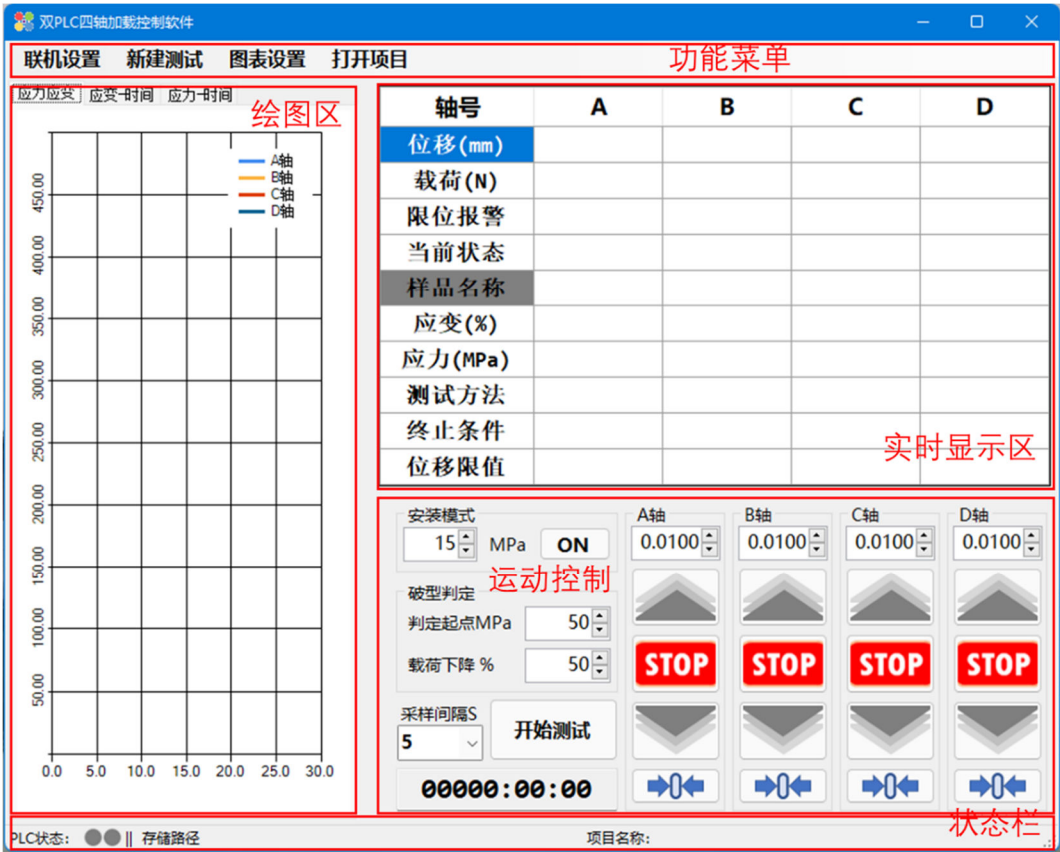 双PLC四轴加载控制软件
联机设置 新建测试 图表设置 打开项目
功能菜单
应力应变 应变-时间 应力-时间
绘图区
A轴
B轴
C轴
D轴
450.00
400.00
350.00
300.00
250.00
200.00
150.00
100.00
50.00
0.0 5.0 10.0 15.0 20.0 25.0 30.0
轴号 A B C D
位移(mm)
载荷(N)
限位报警
当前状态
样品名称
应变(%)
应力(MPa)
测试方法
终止条件
位移限值
实时显示区
安装模式
15 MPa ON
运动控制
破型判定
判定起点MPa 50
载荷下降 % 50
采样间隔S
5
开始测试
00000:00:00
A轴 B轴 C轴 D轴
0.0100 0.0100 0.0100 0.0100
STOP STOP STOP STOP
状态栏
PLC状态: || 存储路径 项目名称: